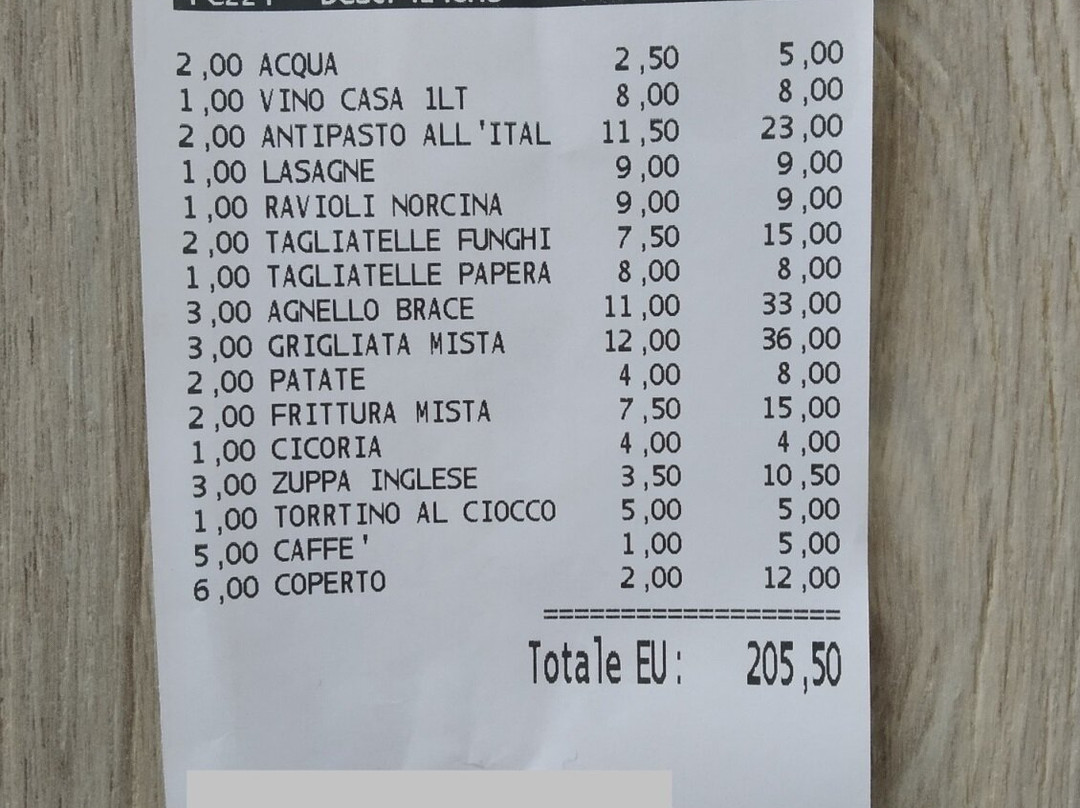 2,00 ACQUA 2,50 5,00
1,00 VINO CASA 1LT 8,00 8,00
2,00 ANTIPASTO ALL'ITAL 11,50 23,00
1,00 LASAGNE 9,00 9,00
1,00 RAVIOLI NORCINA 9,00 9,00
2,00 TAGLIATELLE FUNGHI 7,50 15,00
1,00 TAGLIATELLE PAPERA 8,00 8,00
3,00 AGNELLO BRACE 11,00 33,00
3,00 GRIGLIATA MISTA 12,00 36,00
2,00 PATATE 4,00 8,00
2,00 FRITTURA MISTA 7,50 15,00
1,00 CICORIA 4,00 4,00
3,00 ZUPPA INGLESE 3,50 10,50
1,00 TORRTINO AL CIOCCO 5,00 5,00
5,00 CAFFE' 1,00 5,00
6,00 COPERTO 2,00 12,00
==================
Totale EU: 205,50